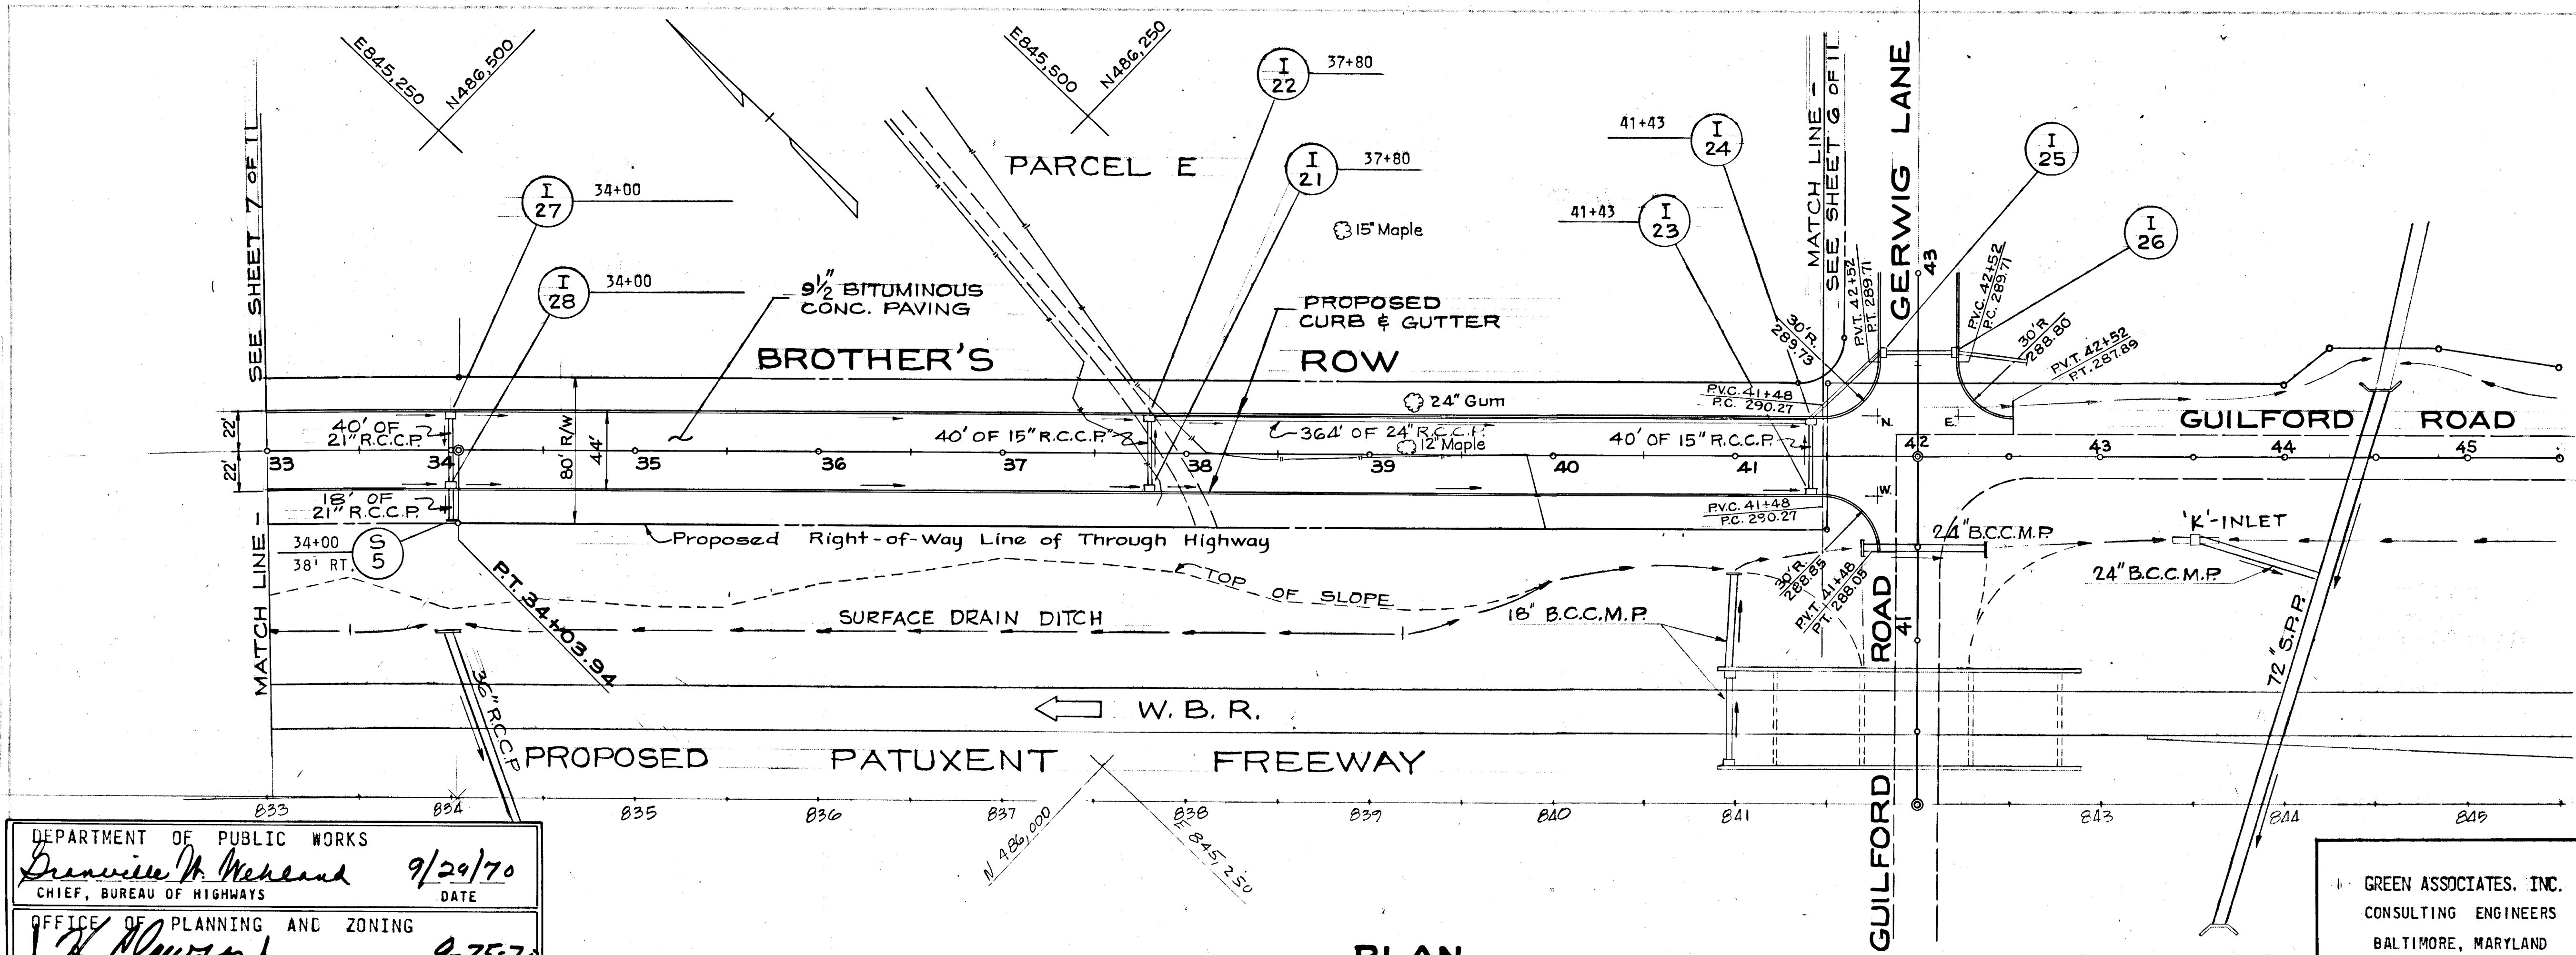 E845,250
N486,500
E845,500
N486,250
SEE SHEET 7 OF 11
MATCH LINE -
I
27
34+00
I
28
34+00
9½" BITUMINOUS
CONC. PAVING
PARCEL E
I
22
37+80
I
21
37+80
15" Maple
PROPOSED
CURB & GUTTER
41+43
I
24
41+43
I
23
MATCH LINE -
SEE SHEET 6 OF 11
GERWIG LANE
43
I
25
I
26
P.V.T. 42+52
P.T. 289.71
P.V.C. 42+52
P.C. 289.71
30'R.
289.73
30'R
288.80
P.V.T. 42+52
P.T. 287.89
BROTHER'S ROW
P.V.C. 41+48
P.C. 290.27
24" Gum
GUILFORD ROAD
N.
E.
W.
22'
22'
40' OF
21" R.C.C.P.
80' R/W
44'
40' OF 15" R.C.C.P.
364' OF 24" R.C.C.P.
12" Maple
40' OF 15" R.C.C.P.
33
34
35
36
37
38
39
40
41
42
43
44
45
18' OF
21" R.C.C.P.
P.V.C. 41+48
P.C. 290.27
34+00
38' RT.
S
5
Proposed Right-of-Way Line of Through Highway
P.T. 34+03.94
TOP OF SLOPE
SURFACE DRAIN DITCH
18" B.C.C.M.P.
30'R.
288.85
P.V.T. 41+48
P.T. 288.05
24" B.C.C.M.P.
'K'-INLET
24" B.C.C.M.P.
72" S.P.P.
36" R.C.C.P
41
GUILFORD ROAD
W. B. R.
PROPOSED PATUXENT FREEWAY
833
834
835
836
837
838
839
840
841
843
844
845
N 486,000
E 845,250
DEPARTMENT OF PUBLIC WORKS
Granville W. Wehland 9/29/70
CHIEF, BUREAU OF HIGHWAYS DATE
OFFICE OF PLANNING AND ZONING
PLAN
GREEN ASSOCIATES, INC.
CONSULTING ENGINEERS
BALTIMORE, MARYLAND